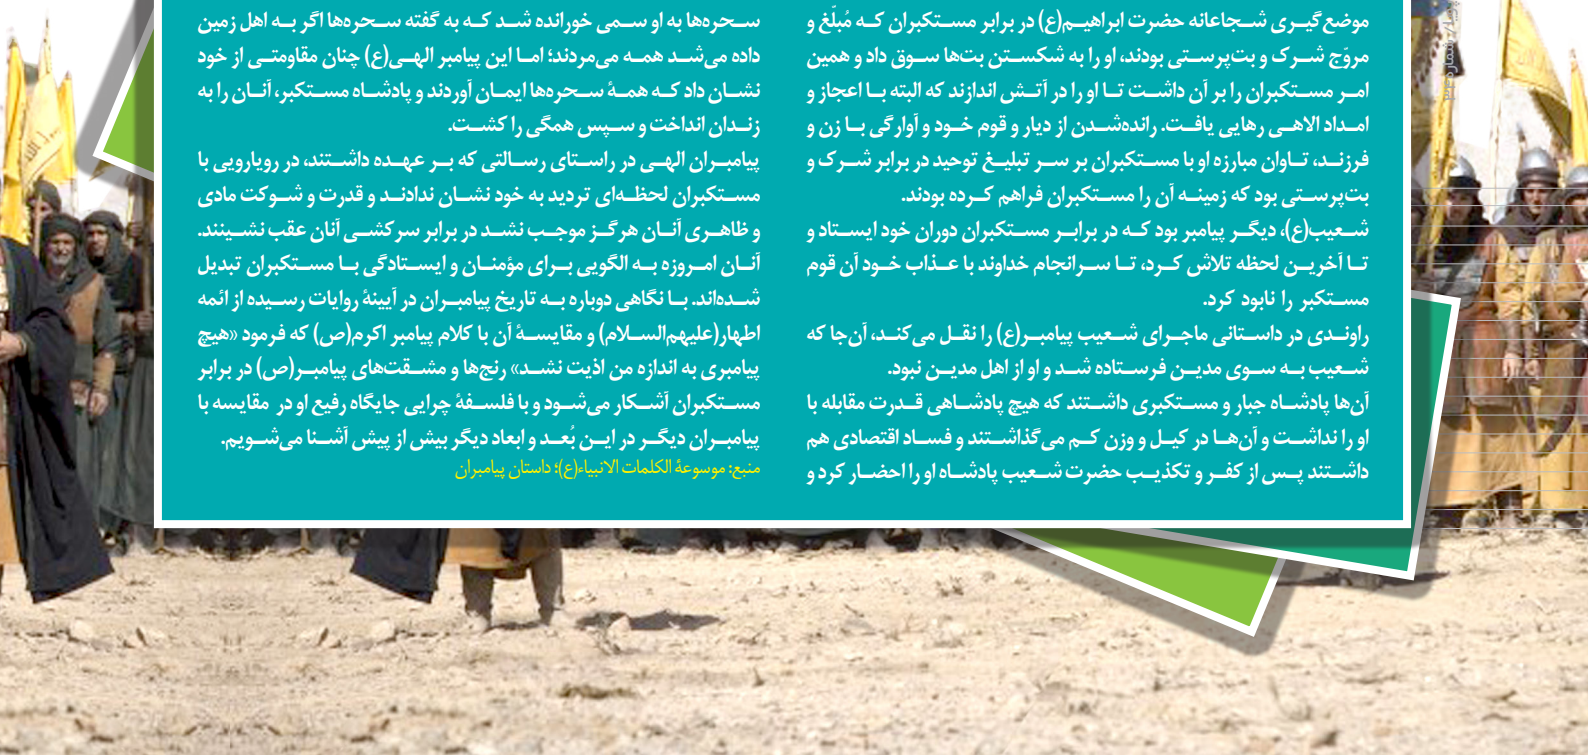 موضع‌گیری شجاعانه حضرت ابراهیم(ع) در برابر مستکبران که مُبلّغ و
مروّج شرک و بت‌پرستی بودند، او را به شکستن بت‌ها سوق داد و همین
امر مستکبران را بر آن داشت تا او را در آتش اندازند که البته با اعجاز و
امداد الاهی رهایی یافت. رانده‌شدن از دیار و قوم خود و آوارگی با زن و
فرزند، تاوان مبارزه او با مستکبران بر سر تبلیغ توحید در برابر شرک و
بت‌پرستی بود که زمینه آن را مستکبران فراهم کرده بودند.
شعیب(ع)، دیگر پیامبر بود که در برابر مستکبران دوران خود ایستاد و
تا آخرین لحظه تلاش کرد، تا سرانجام خداوند با عذاب خود آن قوم
مستکبر را نابود کرد.
راوندی در داستانی ماجرای شعیب پیامبر(ع) را نقل می‌کند، آن‌جا که
شعیب به سوی مدین فرستاده شد و او از اهل مدین نبود.
آن‌ها پادشاه جبار و مستکبری داشتند که هیچ پادشاهی قدرت مقابله با
او را نداشت و آن‌ها در کیل و وزن کم می‌گذاشتند و فساد اقتصادی هم
داشتند پس از کفر و تکذیب حضرت شعیب پادشاه او را احضار کرد و
سحره‌ها به او سمی خورانده شد که به گفته سحره‌ها اگر به اهل زمین
داده می‌شد همه می‌مردند؛ اما این پیامبر الهی(ع) چنان مقاومتی از خود
نشان داد که همهٔ سحره‌ها ایمان آوردند و پادشاه مستکبر، آنان را به
زندان انداخت و سپس همگی را کشت.
پیامبران الهی در راستای رسالتی که بر عهده داشتند، در رویارویی با
مستکبران لحظه‌ای تردید به خود نشان ندادند و قدرت و شوکت مادی
و ظاهری آنان هرگز موجب نشد در برابر سرکشی آنان عقب نشینند.
آنان امروزه به الگویی برای مؤمنان و ایستادگی با مستکبران تبدیل
شده‌اند. با نگاهی دوباره به تاریخ پیامبران در آیینهٔ روایات رسیده از ائمه
اطهار(علیهم‌السلام) و مقایسهٔ آن با کلام پیامبر اکرم(ص) که فرمود «هیچ
پیامبری به اندازه من اذیت نشد» رنج‌ها و مشقت‌های پیامبر(ص) در برابر
مستکبران آشکار می‌شود و با فلسفهٔ چرایی جایگاه رفیع او در مقایسه با
پیامبران دیگر در این بُعد و ابعاد دیگر بیش از پیش آشنا می‌شویم.
منبع: موسوعة الکلمات الانبیاء(ع)؛ داستان پیامبران